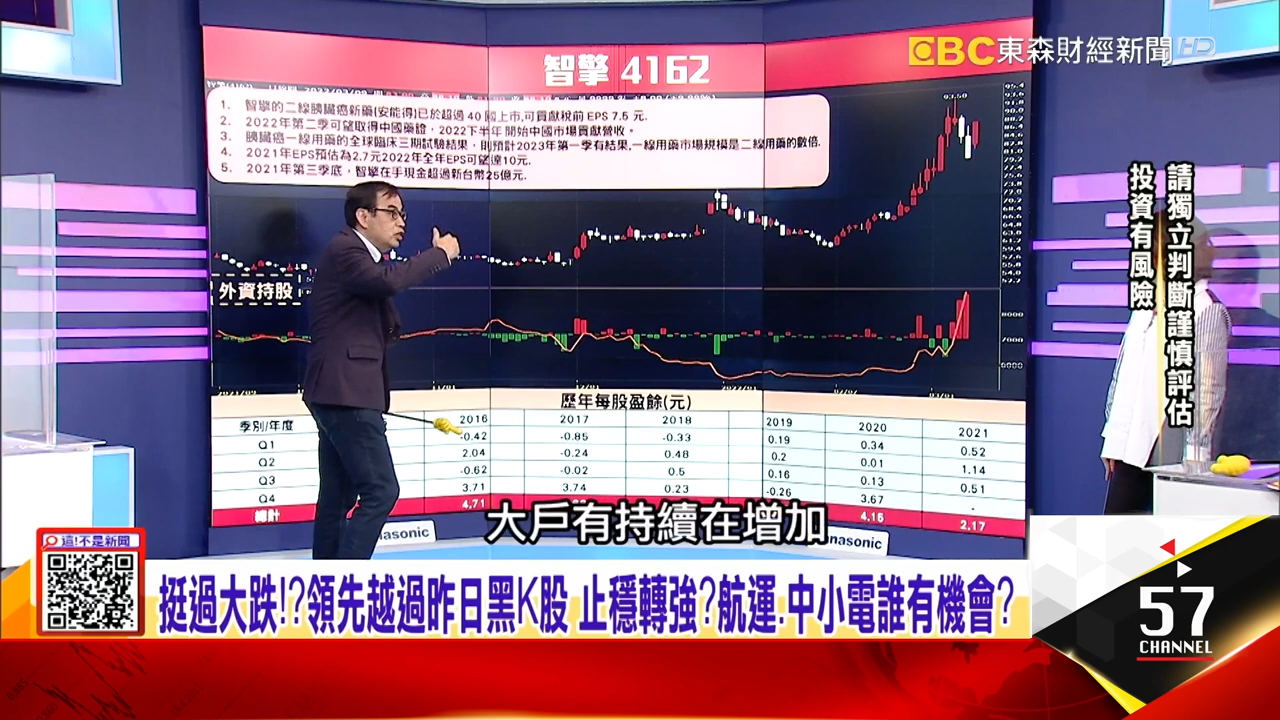 智擎 4162
EBC 東森財經新聞 HD
1. 智擎的二線胰臟癌新藥(安能得)已於超過 40 國上市,可貢獻稅前 EPS 7.5 元.
2. 2022年第二季可望取得中國藥證，2022下半年開始中國市場貢獻營收。
3. 胰臟癌一線用藥的全球臨床三期試驗結果，則預計2023年第一季有結果,一線用藥市場規模是二線用藥的數倍.
4. 2021年EPS預估為2.7元2022年全年EPS可望達10元.
5. 2021年第三季底，智擎在手現金超過新台幣25億元.
93.50
外資持股
8000
7000
6000
請獨立判斷謹慎評估
投資有風險
歷年每股盈餘(元)
季別/年度 2016 2017 2018 2019 2020 2021
Q1 -0.42 -0.85 -0.33 0.19 0.34 0.52
Q2 2.04 -0.24 0.48 0.2 0.01 1.14
Q3 -0.62 -0.02 0.5 0.16 0.13 0.51
Q4 3.71 3.74 0.23 -0.26 3.67 -
總計 4.71 4.15 2.17
大戶有持續在增加
Panasonic
這!不是新聞
挺過大跌!?領先越過昨日黑K股 止穩轉強?航運.中小電誰有機會?
57
CHANNEL